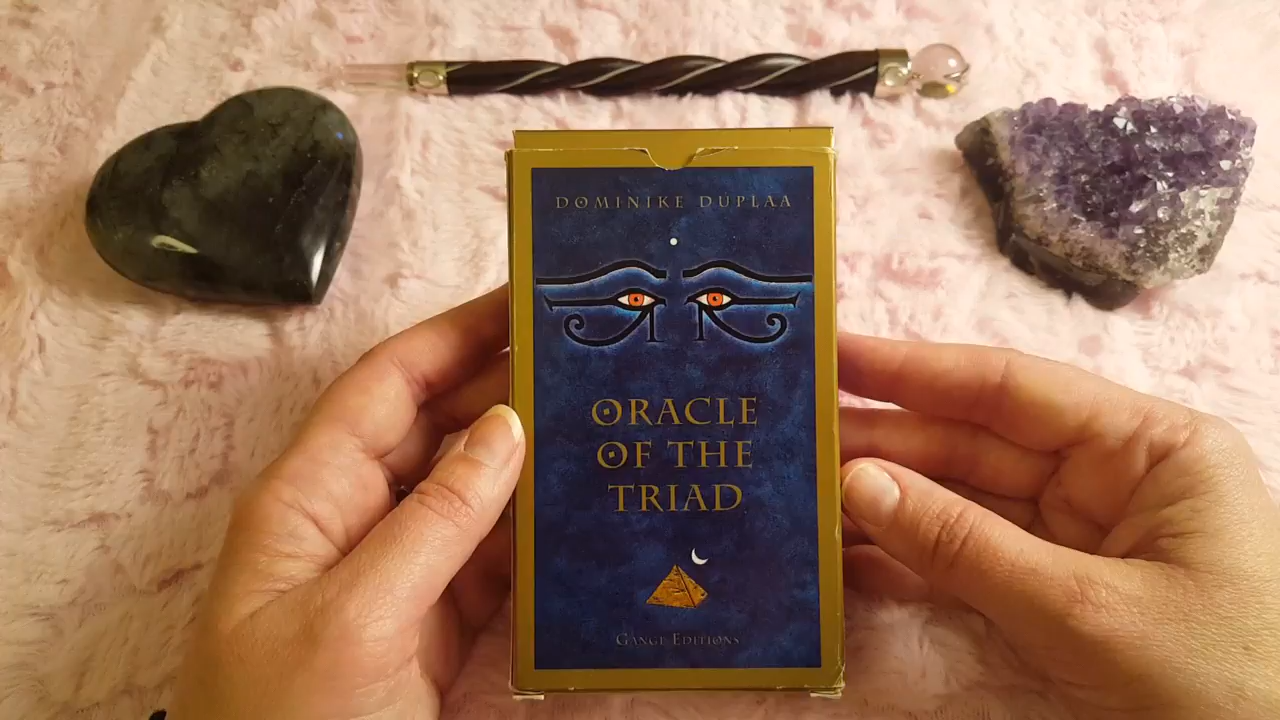 DOMINIKE DUPLAA
ORACLE
OF THE
TRIAD
GANGE EDITIONS